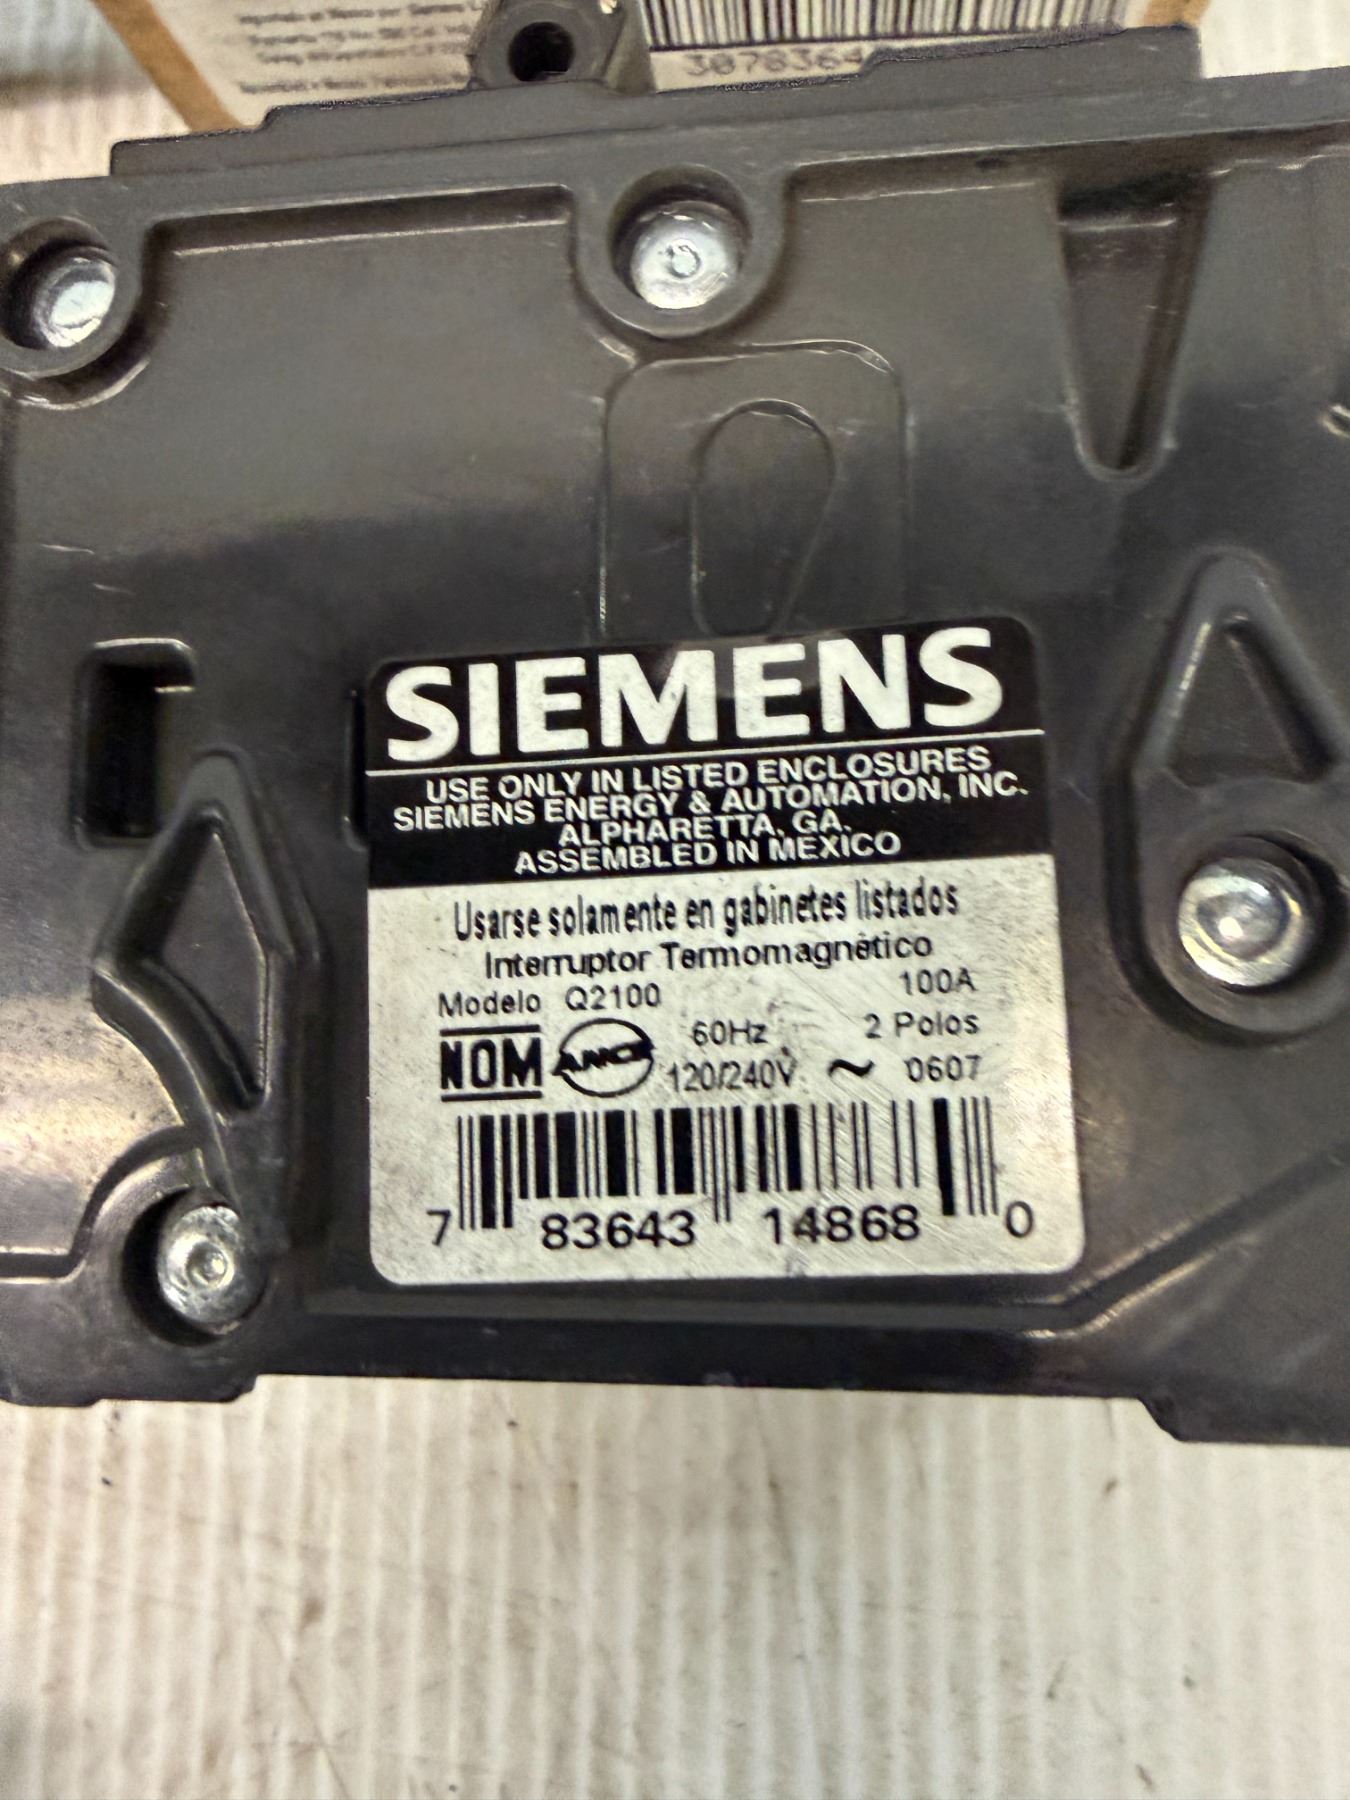 3078364
SIEMENS
USE ONLY IN LISTED ENCLOSURES
SIEMENS ENERGY & AUTOMATION, INC.
ALPHARETTA, GA.
ASSEMBLED IN MEXICO
Usarse solamente en gabinetes listados
Interruptor Termomagnético
Modelo Q2100 100A
NOM ANCE 60Hz 2 Polos
120/240V ~ 0607
7 83643 14868 0